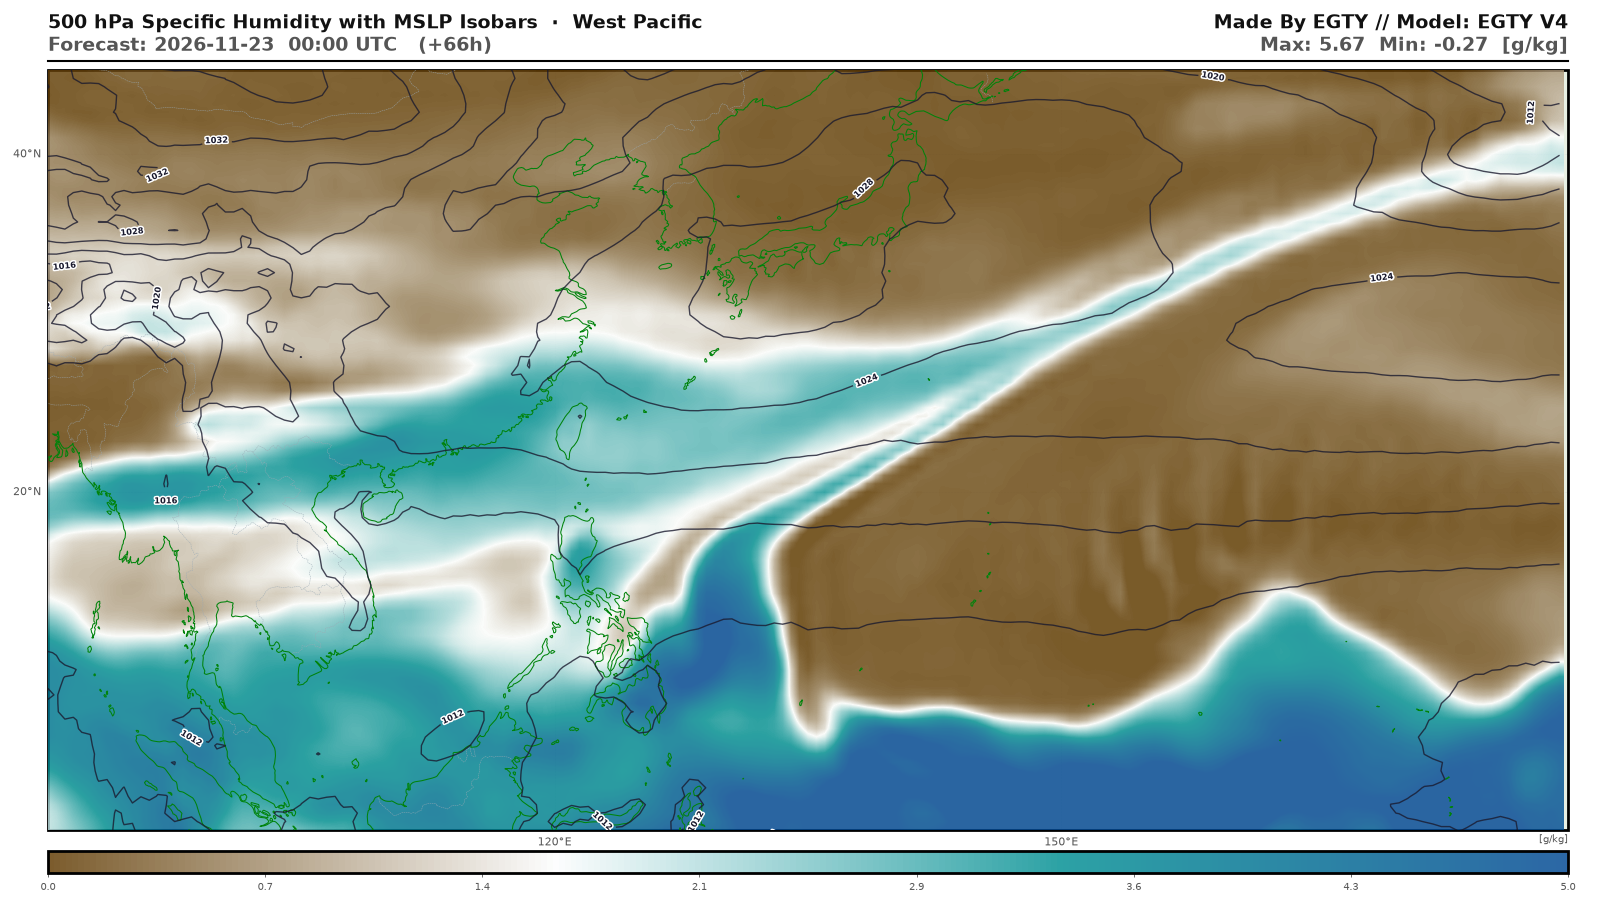 500 hPa Specific Humidity with MSLP Isobars · West Pacific
Made By EGTY // Model: EGTY V4
Forecast: 2026-11-23 00:00 UTC (+66h)
Max: 5.67 Min: -0.27 [g/kg]
1020
1012
1032
40°N
1032
1028
1028
1016
1024
1020
1024
20°N
1016
1012
1012
1012
1012
120°E
150°E
[g/kg]
0.0 0.7 1.4 2.1 2.9 3.6 4.3 5.0